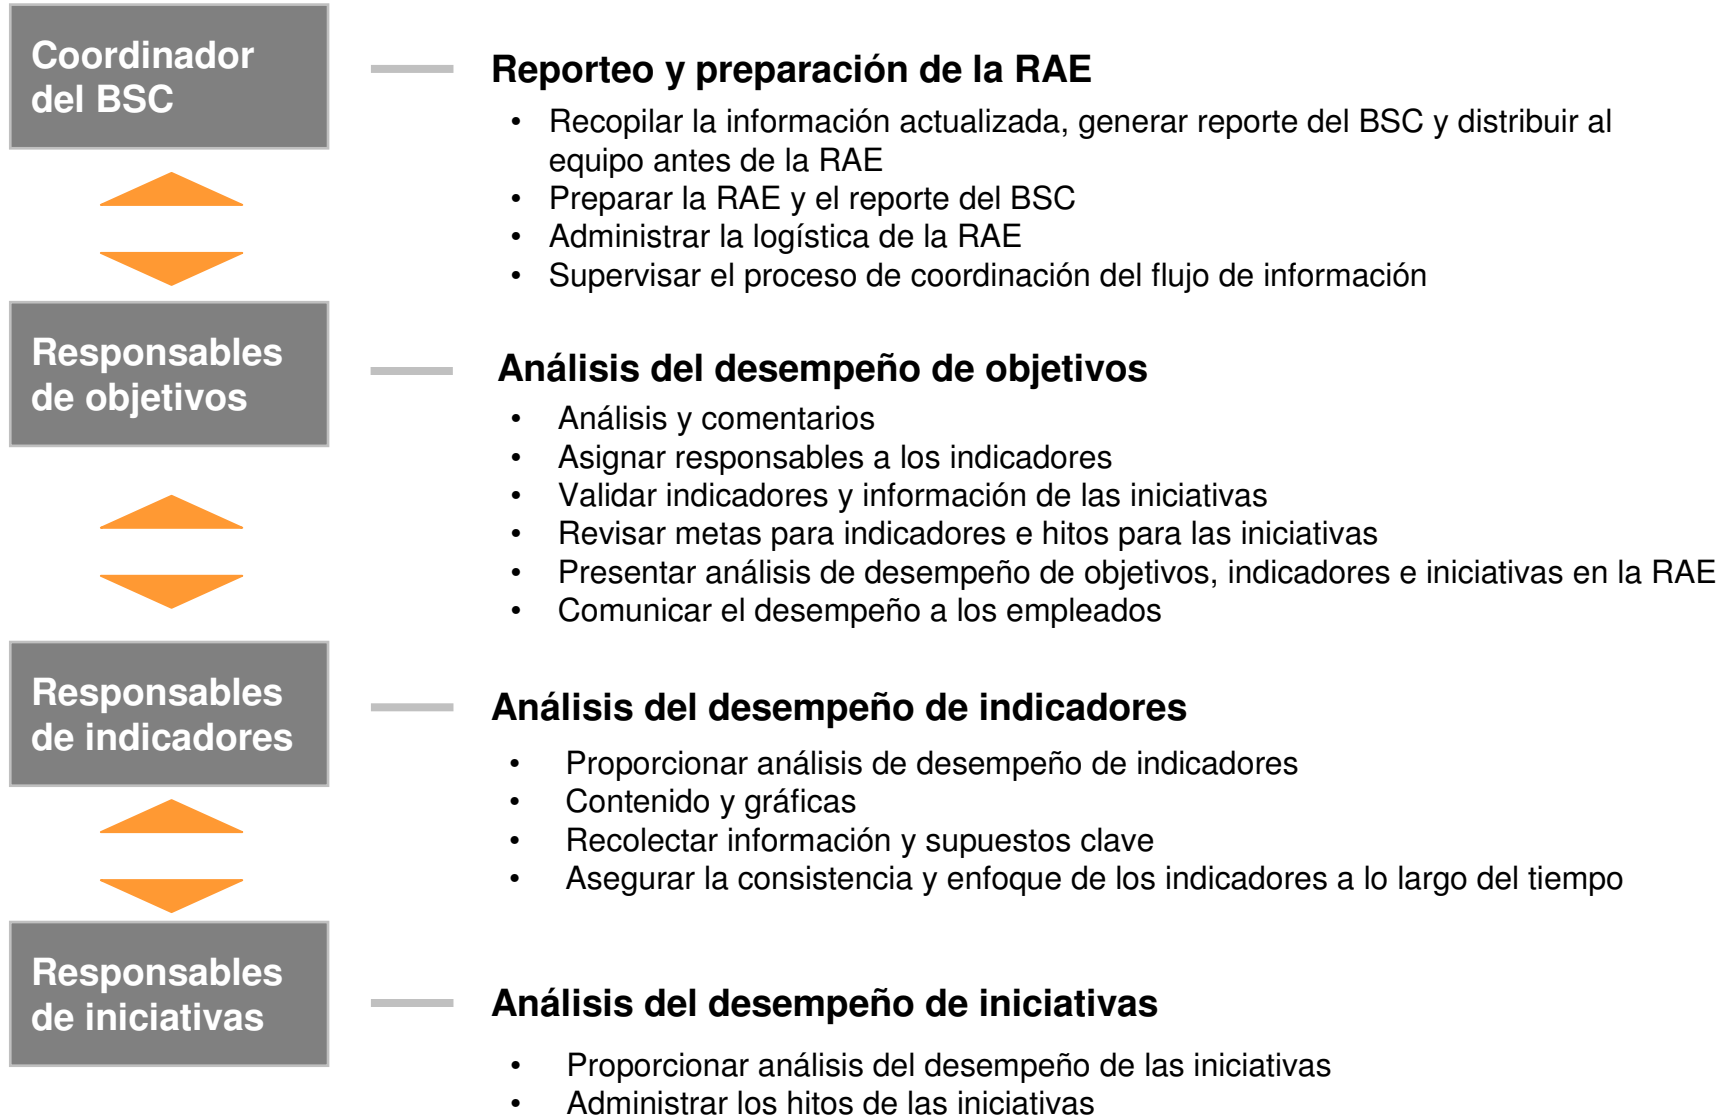 Coordinador
del BSC
Reporteo y preparación de la RAE
• Recopilar la información actualizada, generar reporte del BSC y distribuir al
equipo antes de la RAE
• Preparar la RAE y el reporte del BSC
• Administrar la logística de la RAE
• Supervisar el proceso de coordinación del flujo de información
Responsables
de objetivos
Análisis del desempeño de objetivos
• Análisis y comentarios
• Asignar responsables a los indicadores
• Validar indicadores y información de las iniciativas
• Revisar metas para indicadores e hitos para las iniciativas
• Presentar análisis de desempeño de objetivos, indicadores e iniciativas en la RAE
• Comunicar el desempeño a los empleados
Responsables
de indicadores
Análisis del desempeño de indicadores
• Proporcionar análisis de desempeño de indicadores
• Contenido y gráficas
• Recolectar información y supuestos clave
• Asegurar la consistencia y enfoque de los indicadores a lo largo del tiempo
Responsables
de iniciativas
Análisis del desempeño de iniciativas
• Proporcionar análisis del desempeño de las iniciativas
• Administrar los hitos de las iniciativas